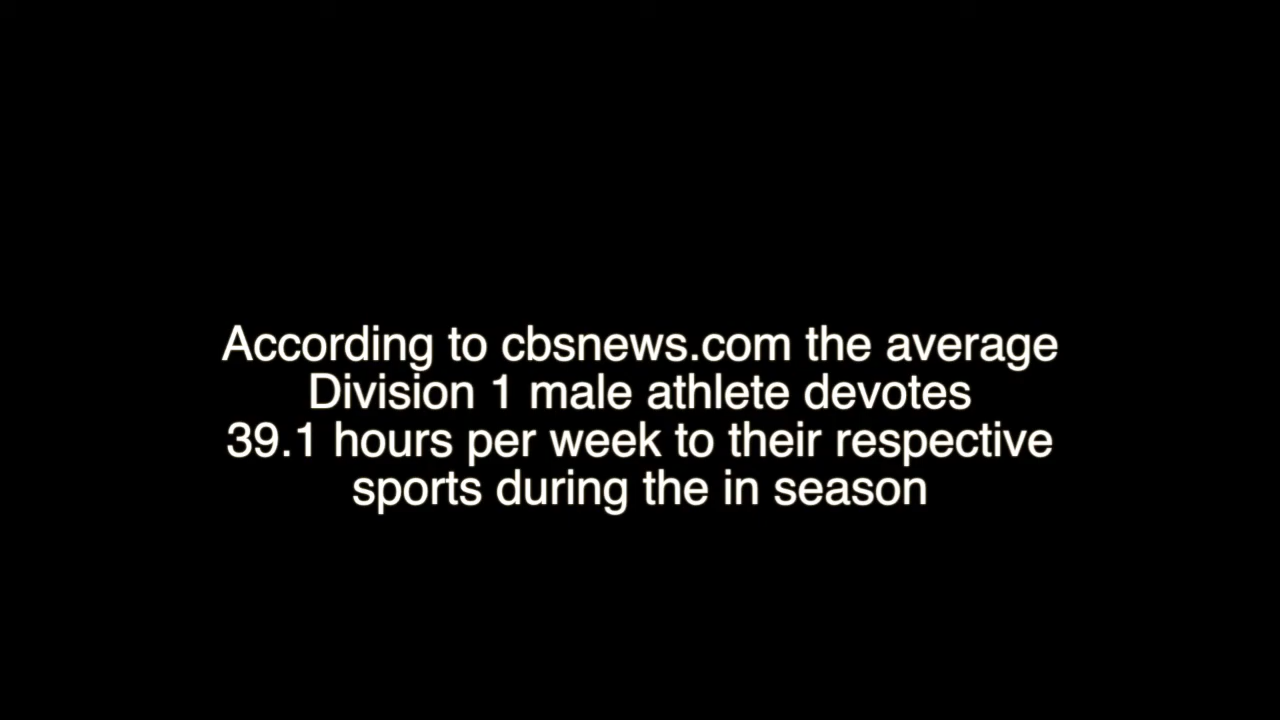 According to cbsnews.com the average
Division 1 male athlete devotes
39.1 hours per week to their respective
sports during the in season